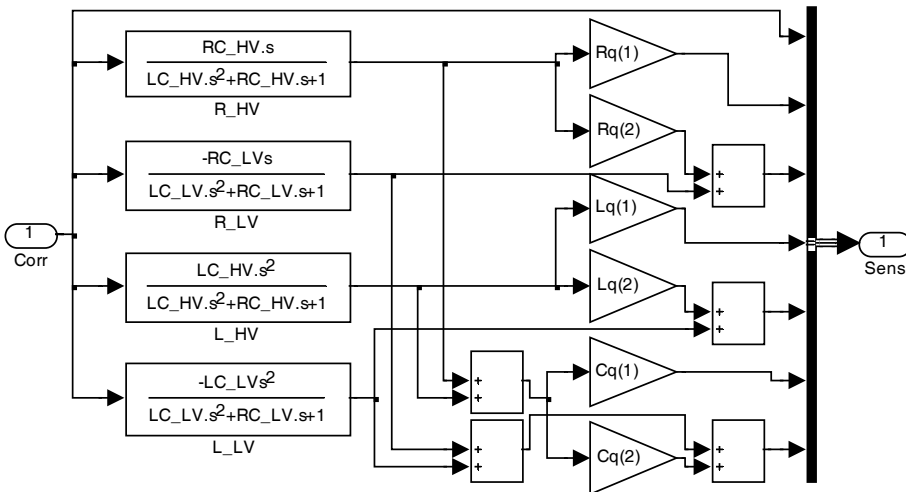 RC_HV.s
LC_HV.s2+RC_HV.s+1
R_HV
Rq(1)
Rq(2)
-RC_LVs
LC_LV.s2+RC_LV.s+1
R_LV
+
+
Lq(1)
1
Corr
1
Sens
LC_HV.s2
LC_HV.s2+RC_HV.s+1
L_HV
Lq(2)
+
+
-LC_LVs2
LC_LV.s2+RC_LV.s+1
L_LV
+
+
Cq(1)
+
+
Cq(2)
+
+